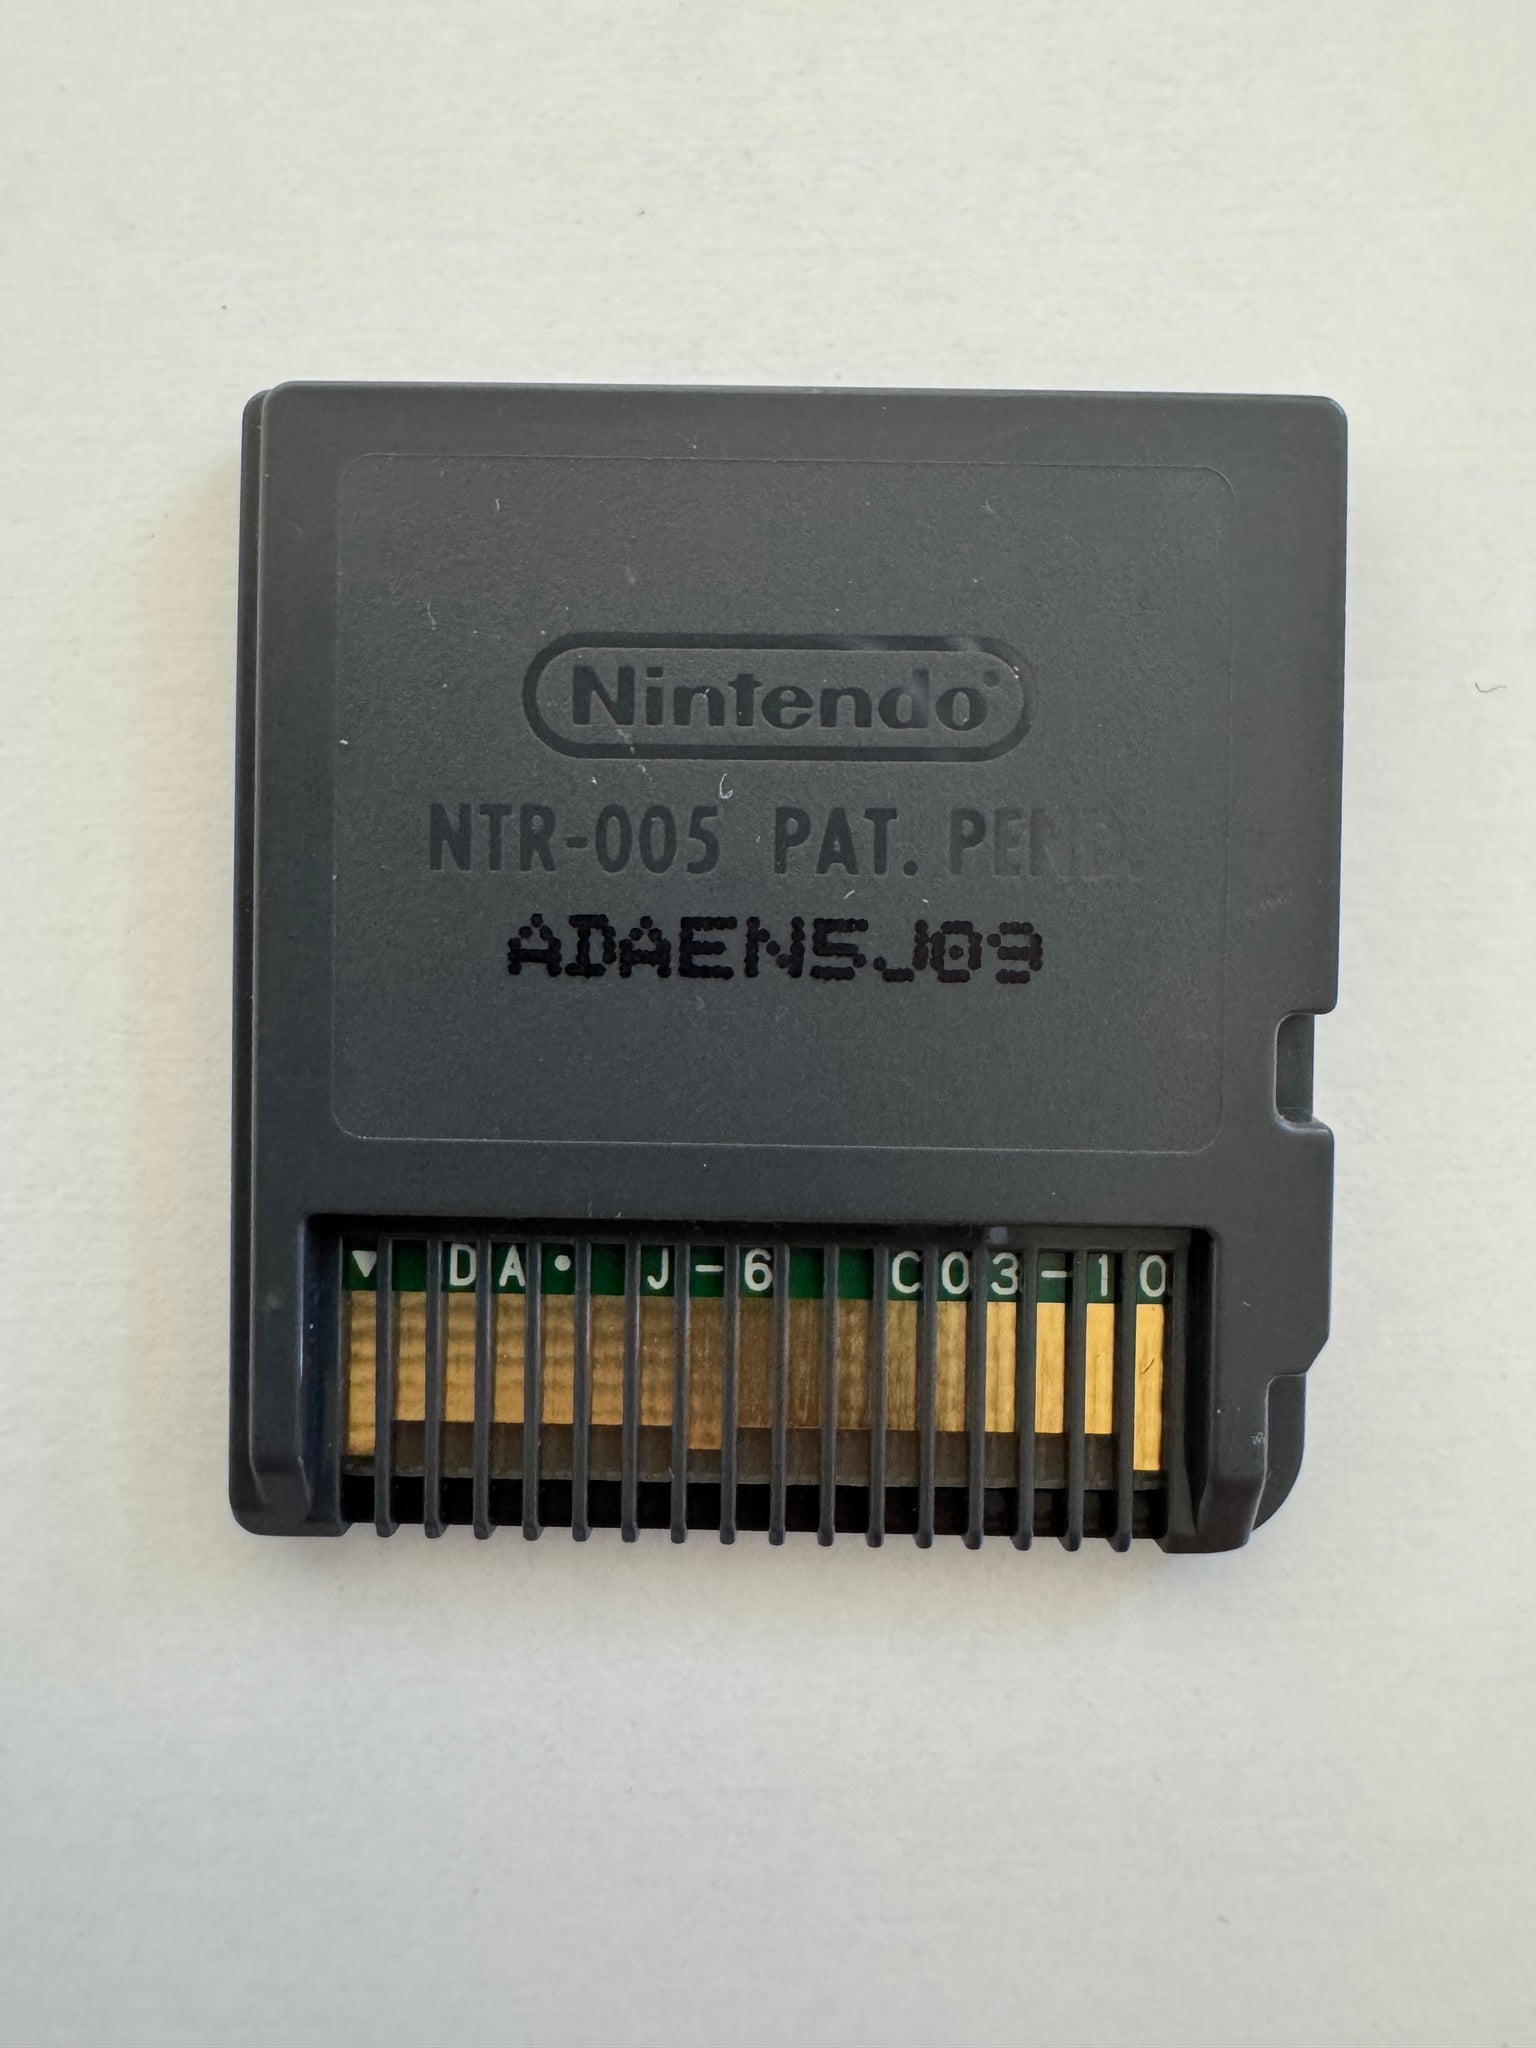 Nintendo®
NTR-005 PAT. PEND.
ADAEN5J09
▼ DA• J-6 C03-10